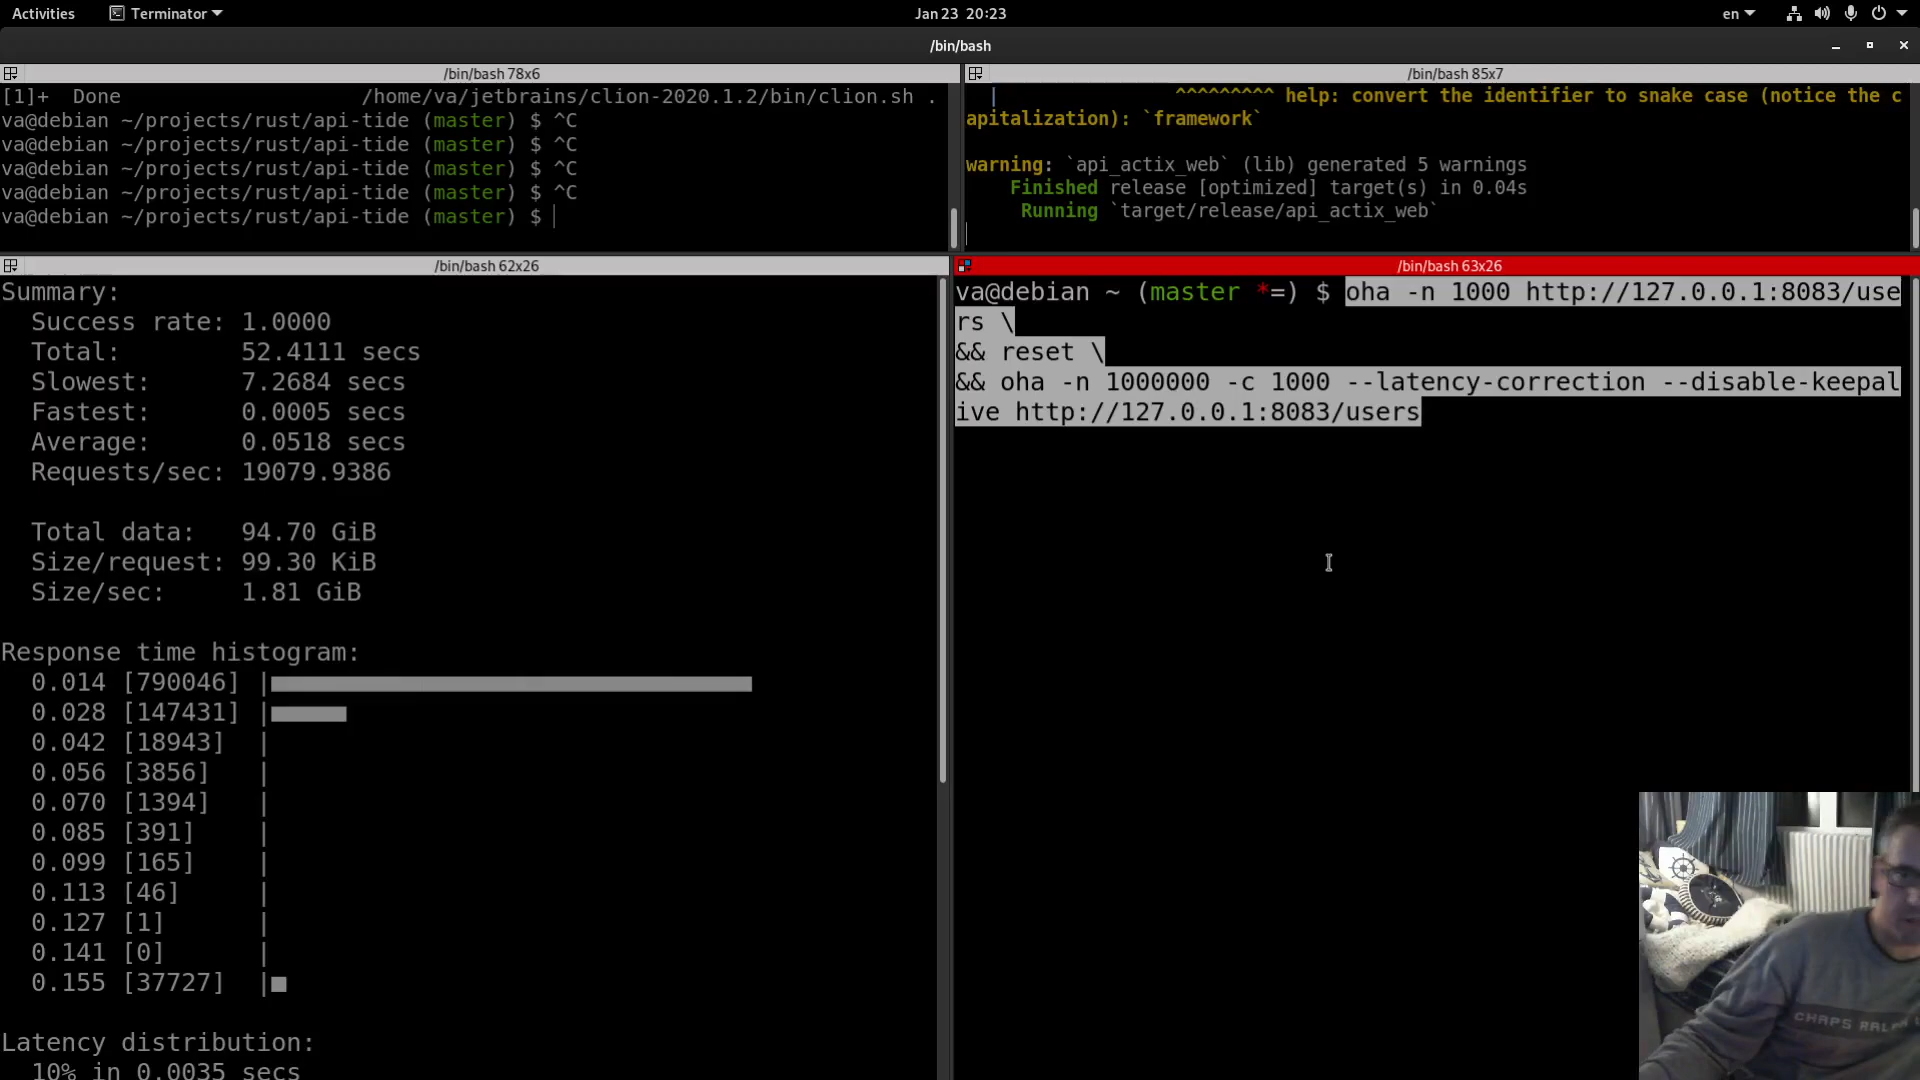 Activities
Terminator
Jan 23 20:23
en
/bin/bash
/bin/bash 78x6
[1]+  Done                      /home/va/jetbrains/clion-2020.1.2/bin/clion.sh .
va@debian ~/projects/rust/api-tide (master) $ ^C
va@debian ~/projects/rust/api-tide (master) $ ^C
va@debian ~/projects/rust/api-tide (master) $ ^C
va@debian ~/projects/rust/api-tide (master) $ ^C
va@debian ~/projects/rust/api-tide (master) $
/bin/bash 85x7
|                ^^^^^^^^^ help: convert the identifier to snake case (notice the c
apitalization): `framework`
warning: `api_actix_web` (lib) generated 5 warnings
Finished release [optimized] target(s) in 0.04s
Running `target/release/api_actix_web`
/bin/bash 62x26
Summary:
Success rate: 1.0000
Total:        52.4111 secs
Slowest:      7.2684 secs
Fastest:      0.0005 secs
Average:      0.0518 secs
Requests/sec: 19079.9386
Total data:   94.70 GiB
Size/request: 99.30 KiB
Size/sec:     1.81 GiB
Response time histogram:
0.014 [790046] |
0.028 [147431] |
0.042 [18943]  |
0.056 [3856]   |
0.070 [1394]   |
0.085 [391]    |
0.099 [165]    |
0.113 [46]     |
0.127 [1]      |
0.141 [0]      |
0.155 [37727]  |
Latency distribution:
10% in 0.0035 secs
/bin/bash 63x26
va@debian ~ (master *=) $ oha -n 1000 http://127.0.0.1:8083/use
rs \
&& reset \
&& oha -n 1000000 -c 1000 --latency-correction --disable-keepal
ive http://127.0.0.1:8083/users
CHAPS RAL